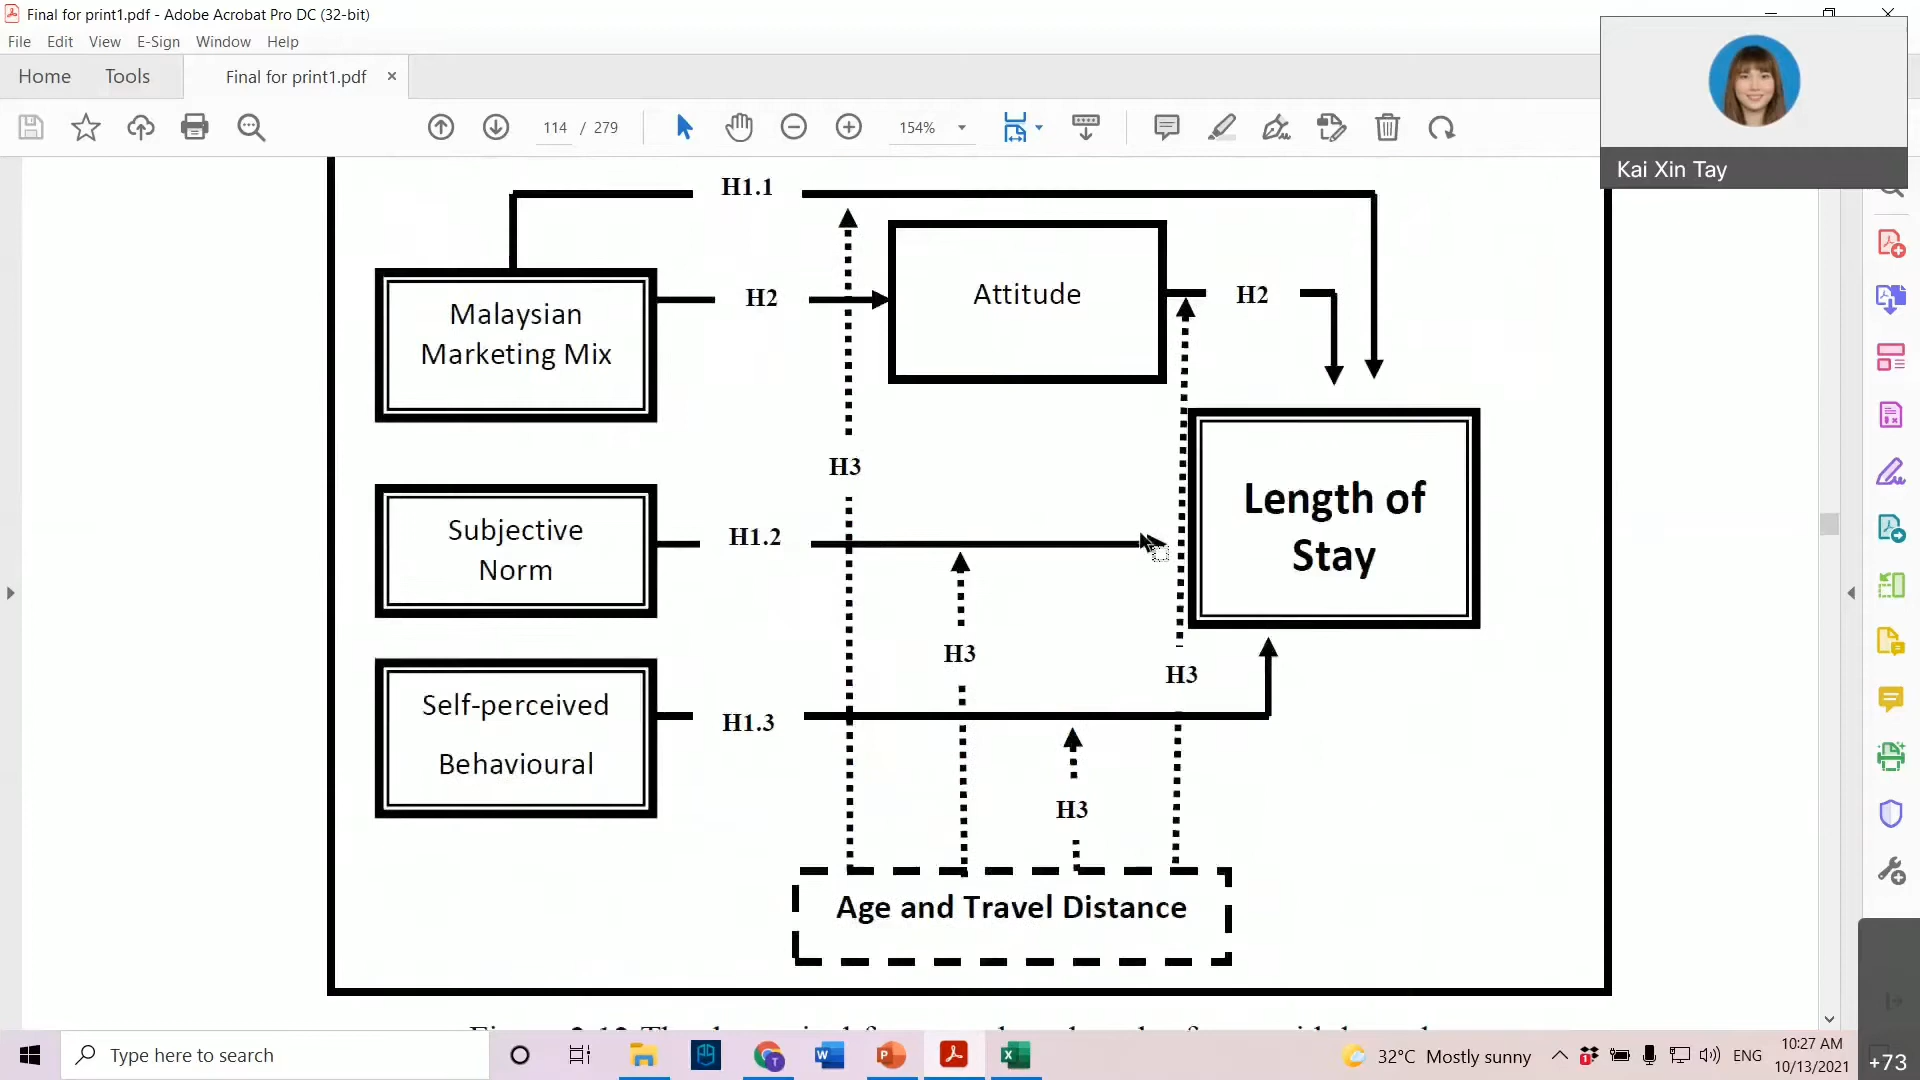 Final for print1.pdf - Adobe Acrobat Pro DC (32-bit)
File Edit View E-Sign Window Help
Home Tools Final for print1.pdf ×
114 / 279 154%
Kai Xin Tay
H1.1
Malaysian
Marketing Mix
H2
Attitude
H2
H3
Subjective
Norm
H1.2
Length of
Stay
H3
H3
Self-perceived
Behavioural
H1.3
H3
Age and Travel Distance
Type here to search
32°C Mostly sunny
ENG
10:27 AM
10/13/2021
+73